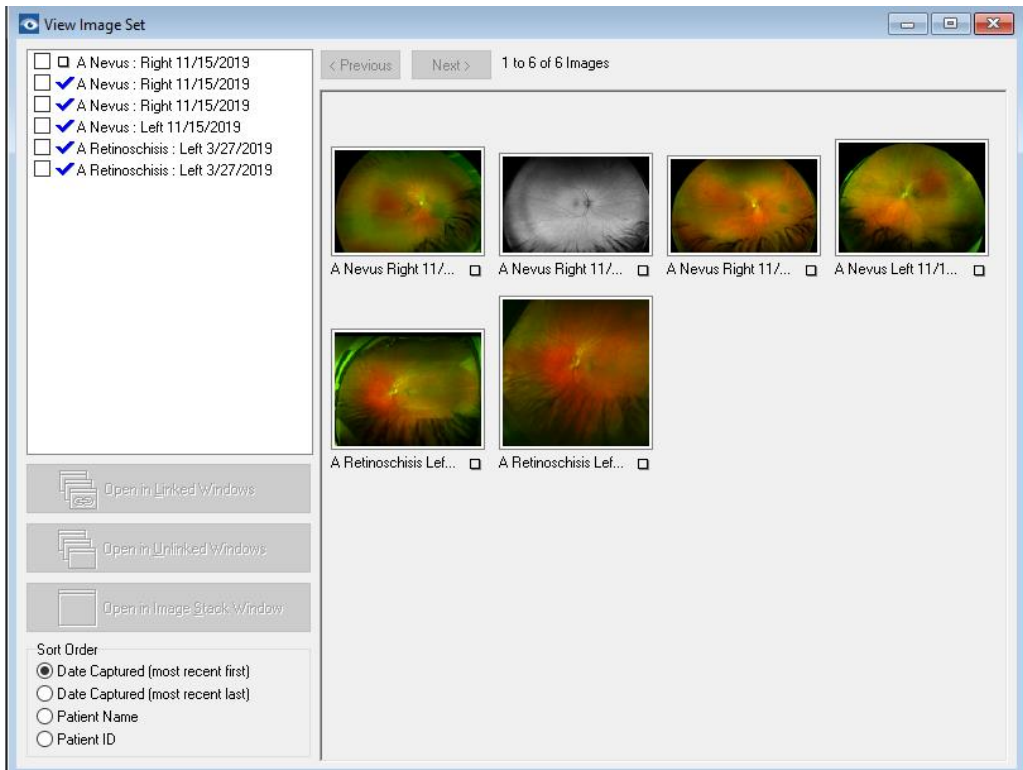 View Image Set
A Nevus : Right 11/15/2019
A Nevus : Right 11/15/2019
A Nevus : Right 11/15/2019
A Nevus : Left 11/15/2019
A Retinoschisis : Left 3/27/2019
A Retinoschisis : Left 3/27/2019
< Previous
Next >
1 to 6 of 6 Images
A Nevus Right 11/...
A Nevus Right 11/...
A Nevus Right 11/...
A Nevus Left 11/1...
A Retinoschisis Lef...
A Retinoschisis Lef...
Open in Linked Windows
Open in Unlinked Windows
Open in Image Stack Window
Sort Order
Date Captured (most recent first)
Date Captured (most recent last)
Patient Name
Patient ID